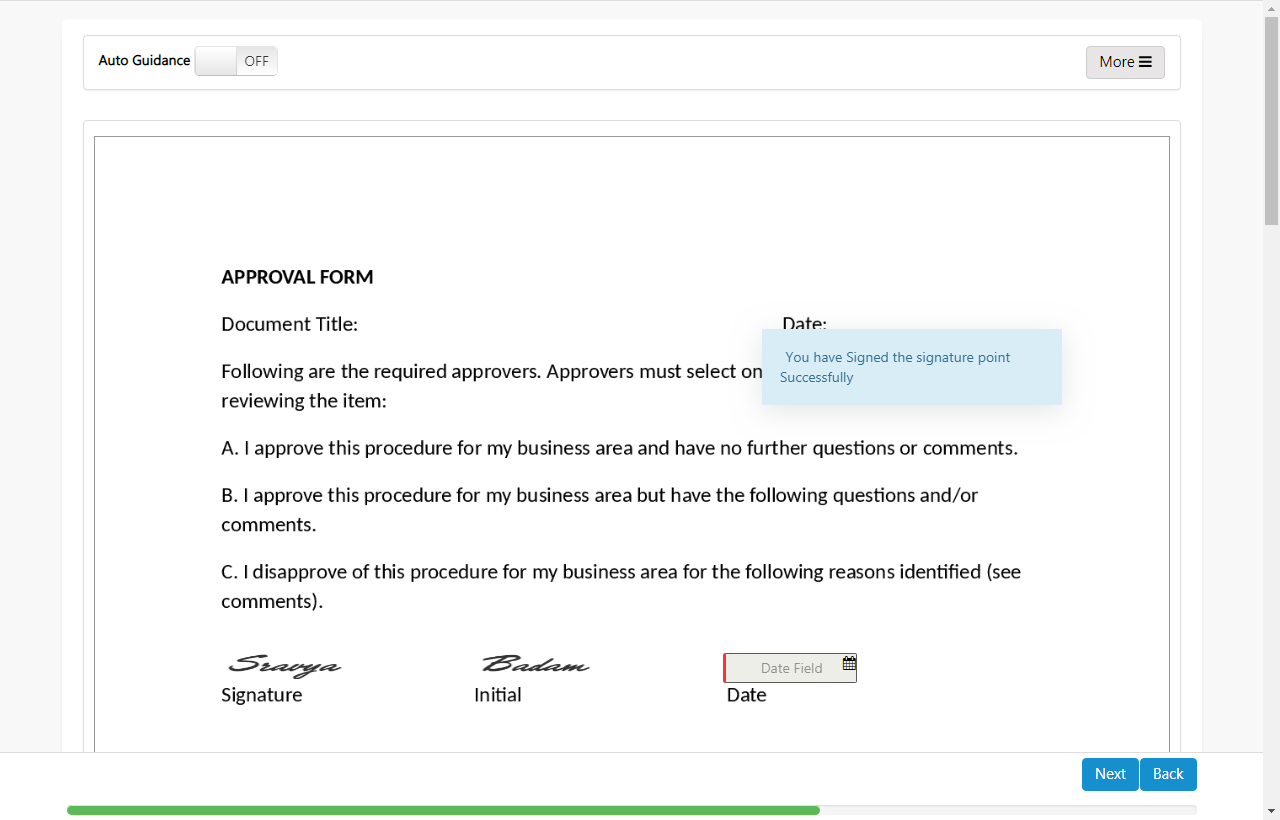 Auto Guidance OFF More
APPROVAL FORM
Document Title: Date:
Following are the required approvers. Approvers must select on
reviewing the item:
You have Signed the signature point
Successfully
A. I approve this procedure for my business area and have no further questions or comments.
B. I approve this procedure for my business area but have the following questions and/or
comments.
C. I disapprove of this procedure for my business area for the following reasons identified (see
comments).
Sravya Badam Date Field
Signature Initial Date
Next Back